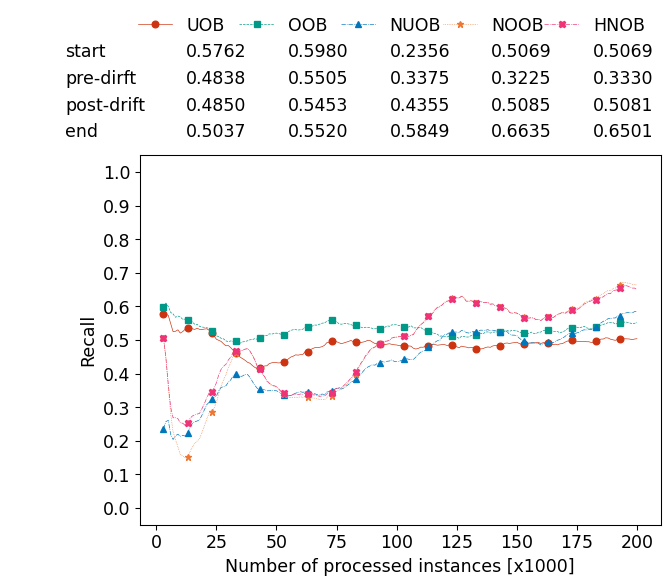 UOB OOB NUOB NOOB HNOB
start 0.5762 0.5980 0.2356 0.5069 0.5069
pre-dirft 0.4838 0.5505 0.3375 0.3225 0.3330
post-drift 0.4850 0.5453 0.4355 0.5085 0.5081
end 0.5037 0.5520 0.5849 0.6635 0.6501
1.0
0.9
0.8
0.7
0.6
0.5
0.4
0.3
0.2
0.1
0.0
Recall
0 25 50 75 100 125 150 175 200
Number of processed instances [x1000]